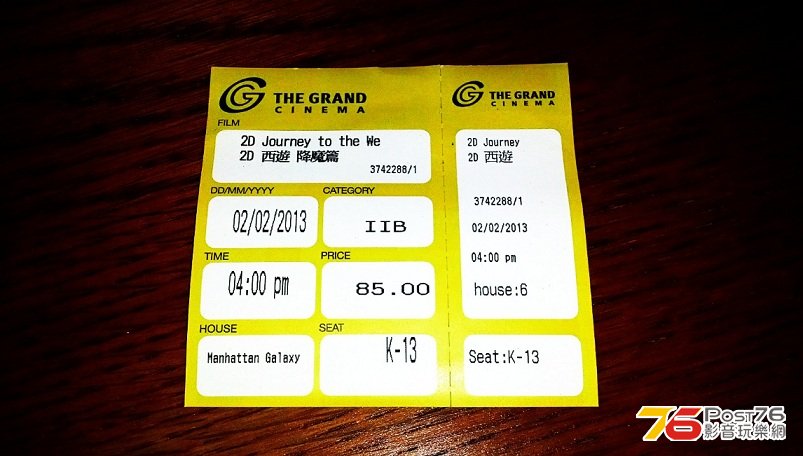 THE GRAND
CINEMA
FILM
2D Journey to the We
2D 西遊 降魔篇
3742288/1
DD/MM/YYYY
CATEGORY
02/02/2013
IIB
TIME
PRICE
04:00 pm
85.00
HOUSE
SEAT
Manhattan Galaxy
K-13
THE GRAND
CINEMA
2D Journey
2D 西遊
3742288/1
02/02/2013
04:00 pm
house:6
Seat:K-13
76 Post76
影音玩樂網